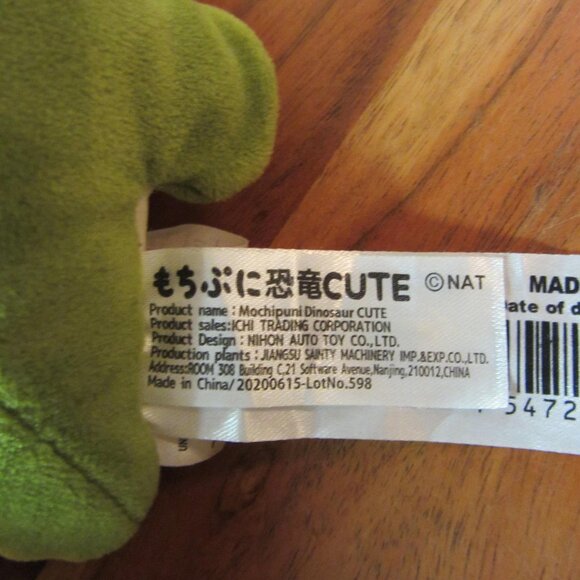 もちぷに恐竜CUTE ©NAT
Product name : Mochipuni Dinosaur CUTE
Product sales:ICHI TRADING CORPORATION
Product Design : NIHON AUTO TOY CO.,LTD.
Production plants : JIANGSU SAINTY MACHINERY IMP.&EXP.CO.,LTD.
Address:ROOM 308 Building C,21 Software Avenue,Nanjing,210012,CHINA
Made in China/20200615-LotNo.598
MAD
ate of d
5472